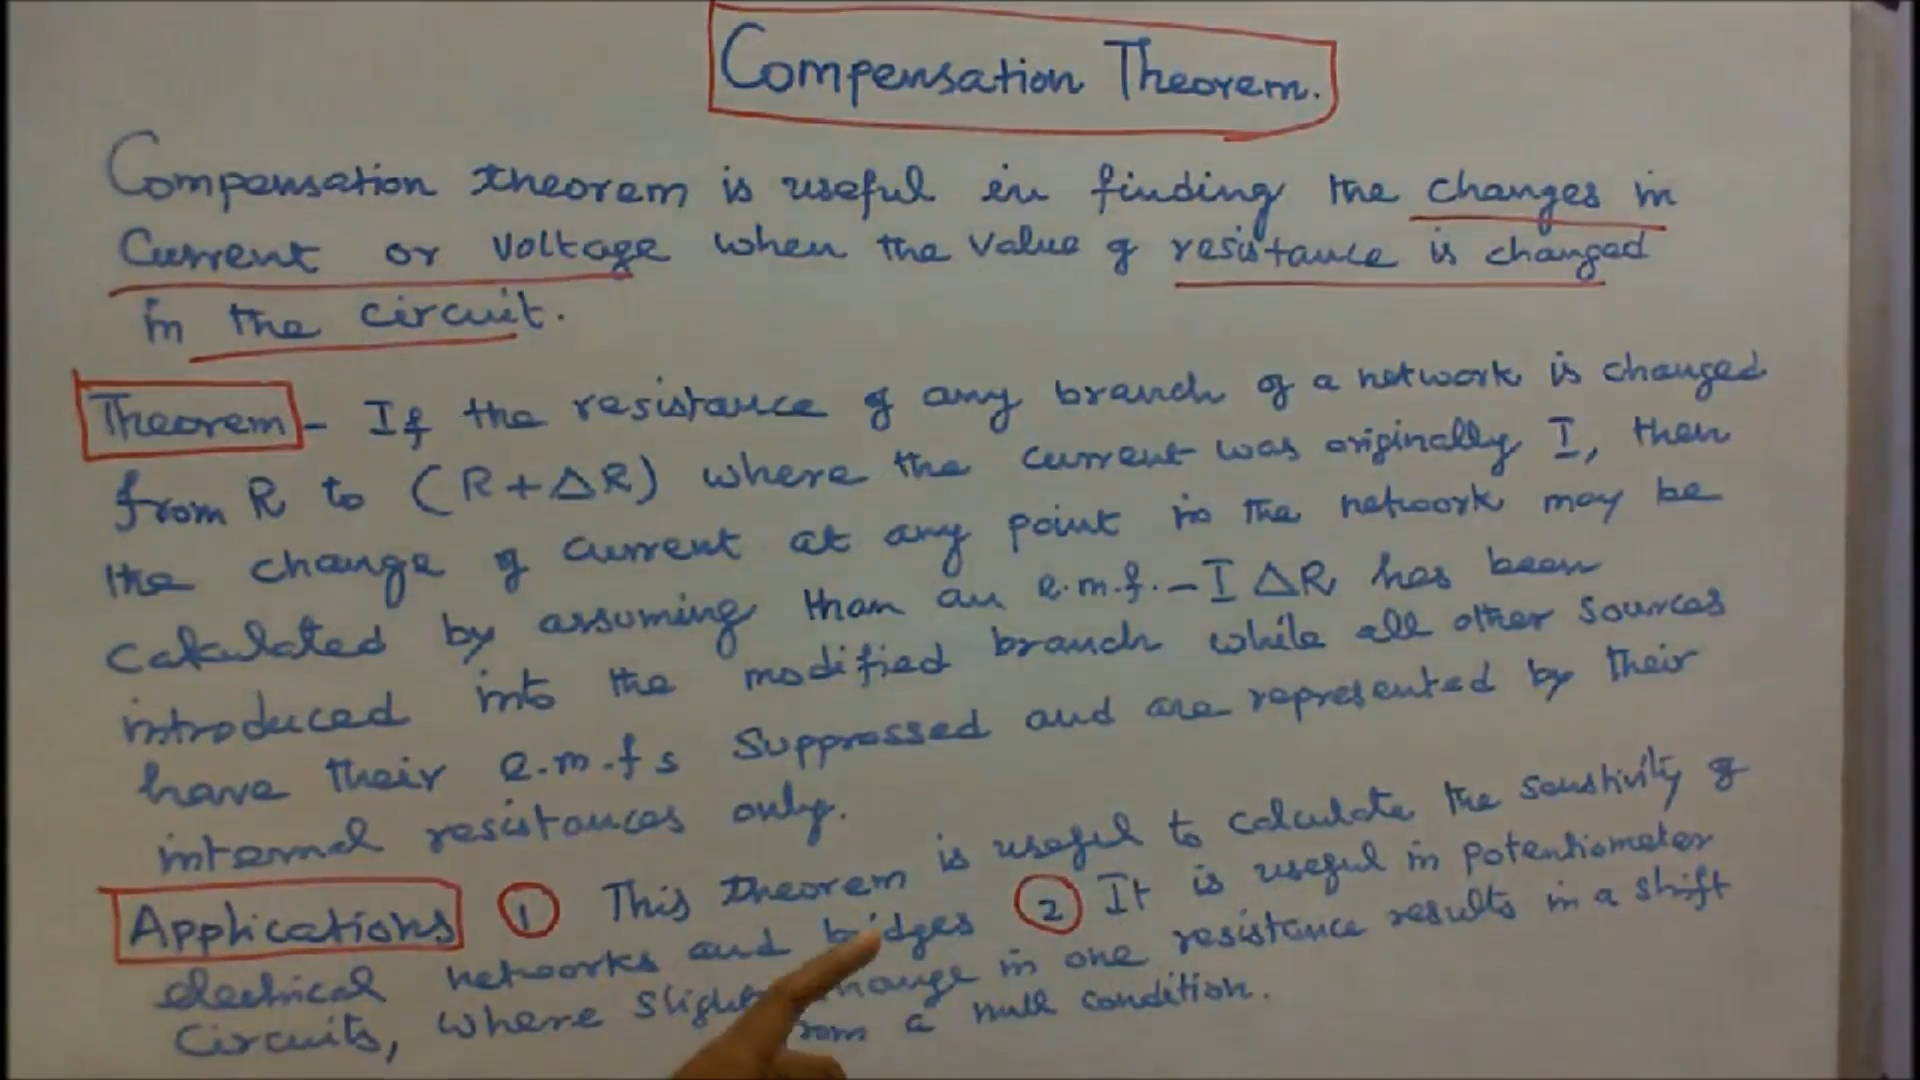 Compensation Theorem.
Compensation theorem is useful in finding the changes in
Current or voltage when the value of resistance is changed
in the circuit.
Theorem - If the resistance of any branch of a network is changed
from R to (R+ΔR) where the current was originally I, then
the change of current at any point in the network may be
calculated by assuming than an e.m.f. -IΔR has been
introduced into the modified branch while all other sources
have their e.m.fs suppressed and are represented by their
internal resistances only.
Applications ① This theorem is useful to calculate the senstivity of
electrical networks and bridges ② It is useful in potentiometer
Circuits, where slight change in one resistance results in a shift
from a null condition.